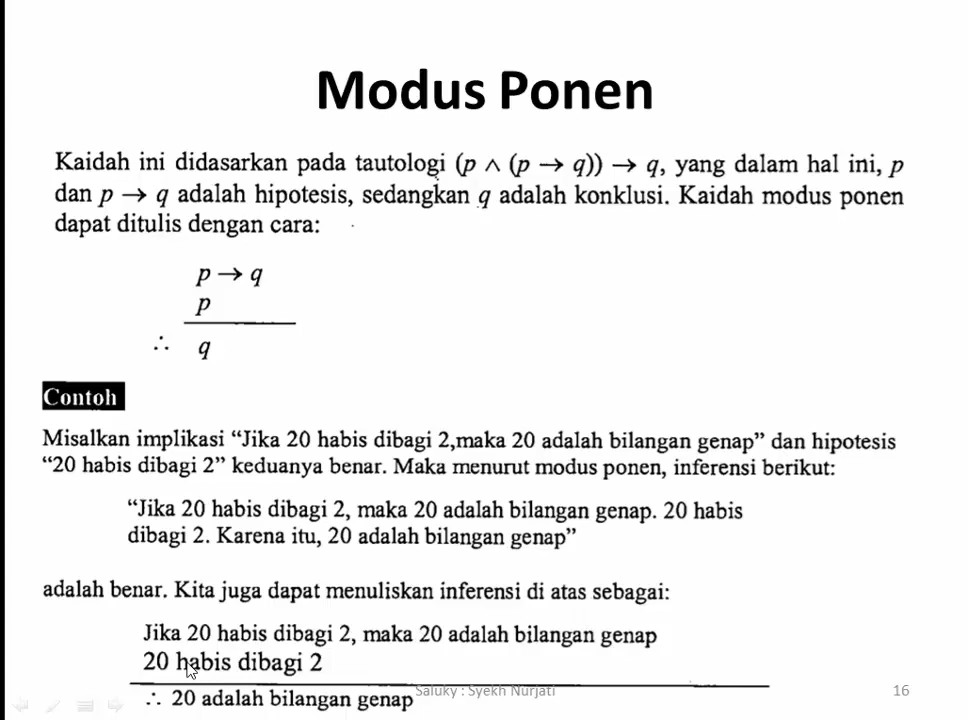 Modus Ponen
Kaidah ini didasarkan pada tautologi (p ∧ (p → q)) → q, yang dalam hal ini, p
dan p → q adalah hipotesis, sedangkan q adalah konklusi. Kaidah modus ponen
dapat ditulis dengan cara:
p → q
p
∴ q
Contoh
Misalkan implikasi “Jika 20 habis dibagi 2,maka 20 adalah bilangan genap” dan hipotesis
“20 habis dibagi 2” keduanya benar. Maka menurut modus ponen, inferensi berikut:
“Jika 20 habis dibagi 2, maka 20 adalah bilangan genap. 20 habis
dibagi 2. Karena itu, 20 adalah bilangan genap”
adalah benar. Kita juga dapat menuliskan inferensi di atas sebagai:
Jika 20 habis dibagi 2, maka 20 adalah bilangan genap
20 habis dibagi 2
∴ 20 adalah bilangan genap
Saluky : Syekh Nurjati
16